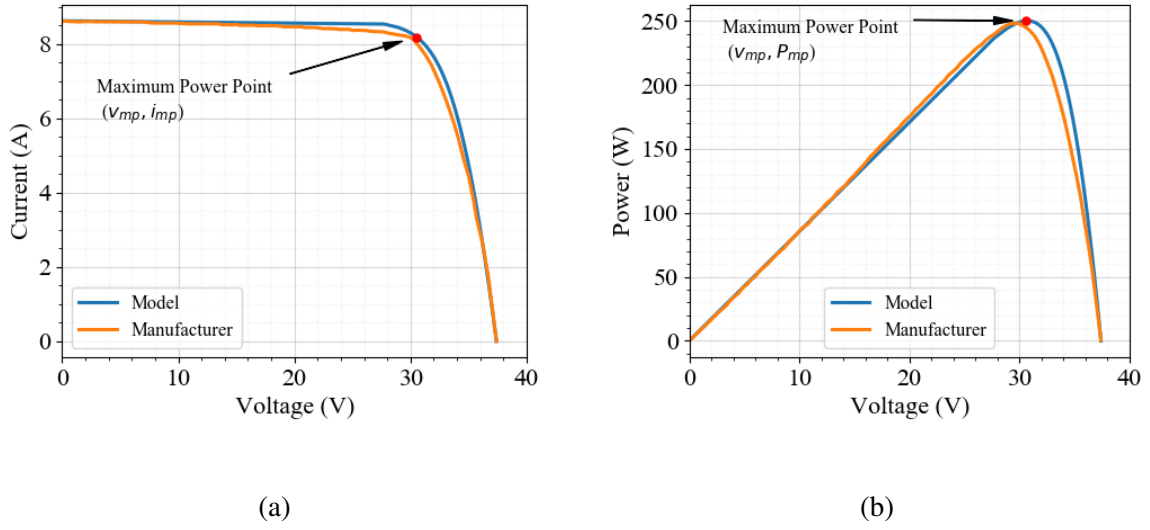 8
6
4
2
0
Current (A)
Maximum Power Point
(v_mp, i_mp)
Model
Manufacturer
0
10
20
30
40
Voltage (V)
(a)
250
200
150
100
50
0
Power (W)
Maximum Power Point
(v_mp, P_mp)
Model
Manufacturer
0
10
20
30
40
Voltage (V)
(b)